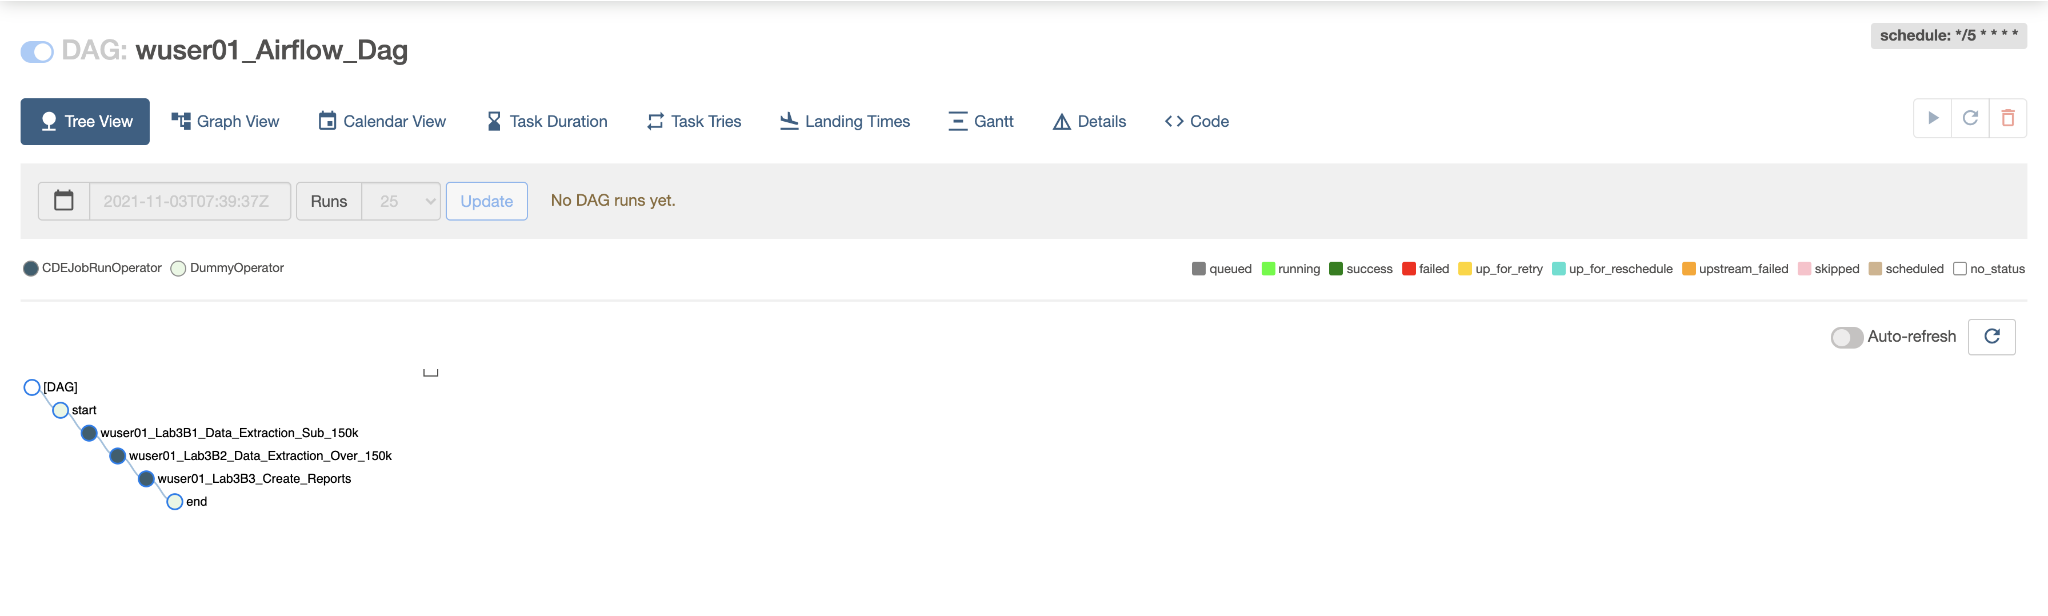 DAG: wuser01_Airflow_Dag
schedule: */5 * * * *
Tree View Graph View Calendar View Task Duration Task Tries Landing Times Gantt Details Code
2021-11-03T07:39:37Z Runs 25 Update No DAG runs yet.
CDEJobRunOperator DummyOperator queued running success failed up_for_retry up_for_reschedule upstream_failed skipped scheduled no_status
Auto-refresh
[DAG]
start
wuser01_Lab3B1_Data_Extraction_Sub_150k
wuser01_Lab3B2_Data_Extraction_Over_150k
wuser01_Lab3B3_Create_Reports
end